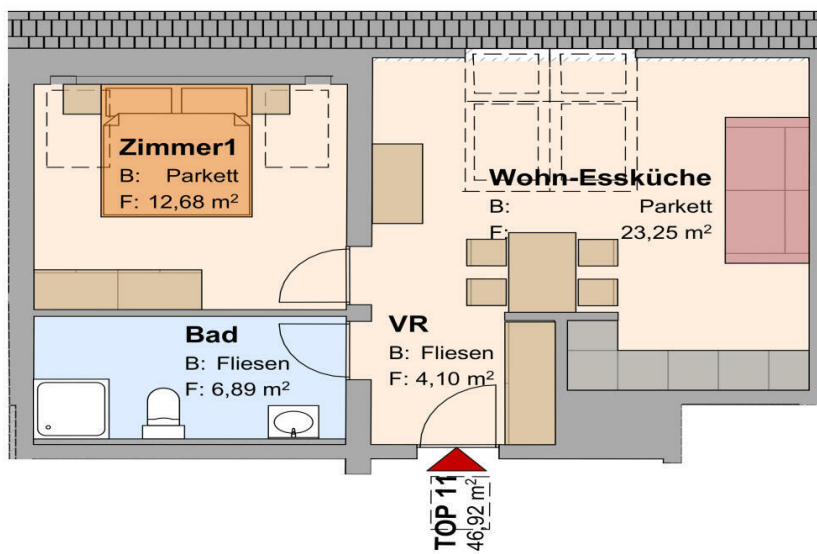 Zimmer1
B: Parkett
F: 12,68 m²
Wohn-Essküche
B: Parkett
F: 23,25 m²
Bad
B: Fliesen
F: 6,89 m²
VR
B: Fliesen
F: 4,10 m²
TOP 11
46,92 m²